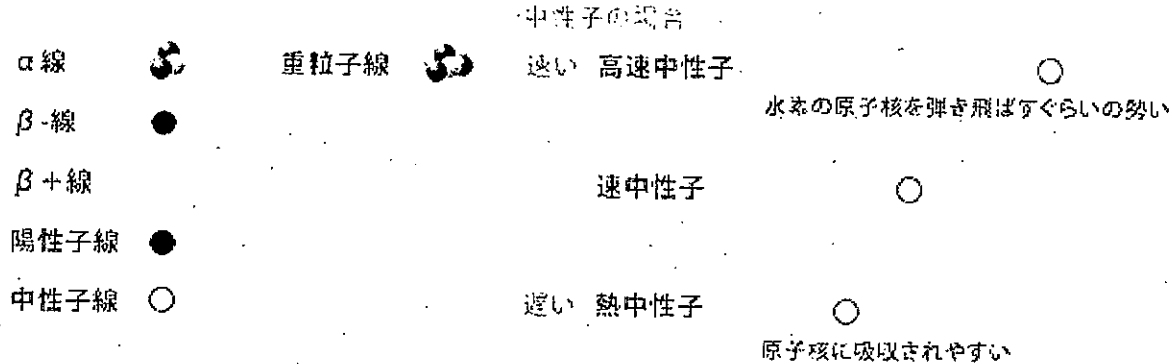 中性子の場合
α線 重粒子線 速い 高速中性子
水素の原子核を弾き飛ばすぐらいの勢い
β-線
β+線 速中性子
陽性子線
中性子線 遅い 熱中性子
原子核に吸収されやすい